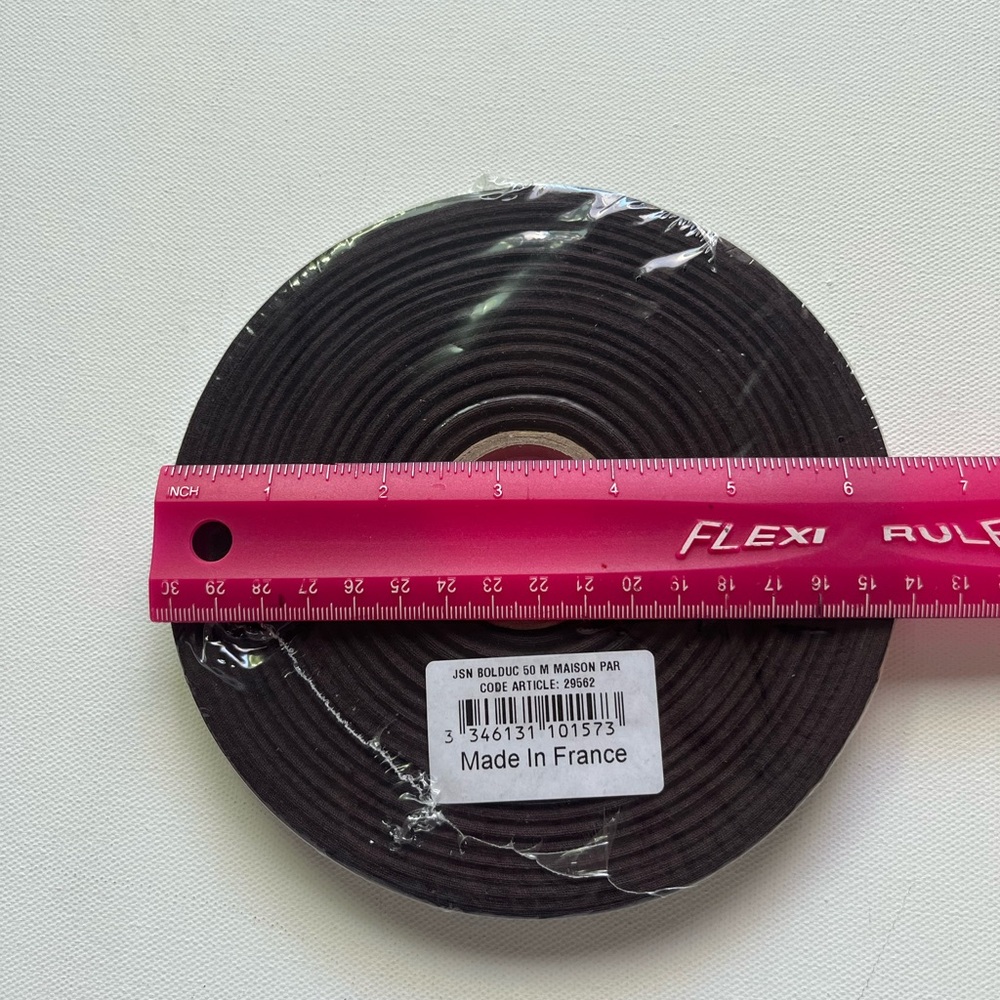 INCH 1 2 3 4 5 6 7
FLEXI RULE
30 29 28 27 26 25 24 23 22 21 20 19 18 17 16 15 14 13
JSN BOLDUC 50 M MAISON PAR
CODE ARTICLE: 29562
3 346131 101573
Made In France